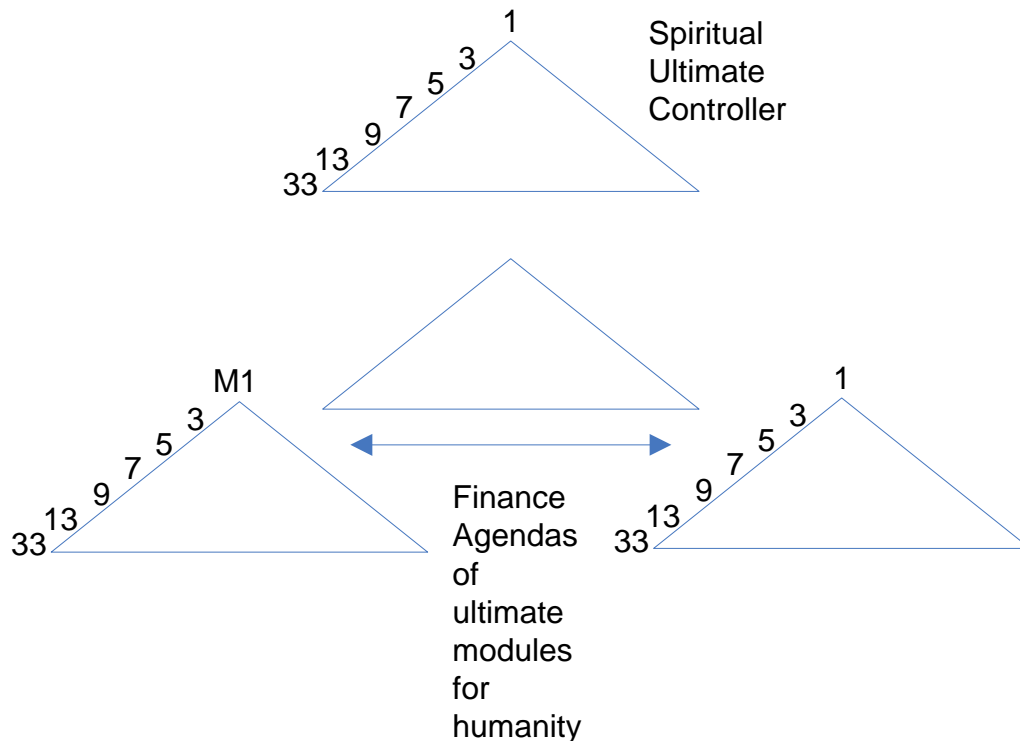 1
3
5
7
9
13
33
Spiritual
Ultimate
Controller
M1
3
5
7
9
13
33
1
3
5
7
9
13
33
Finance
Agendas
of
ultimate
modules
for
humanity